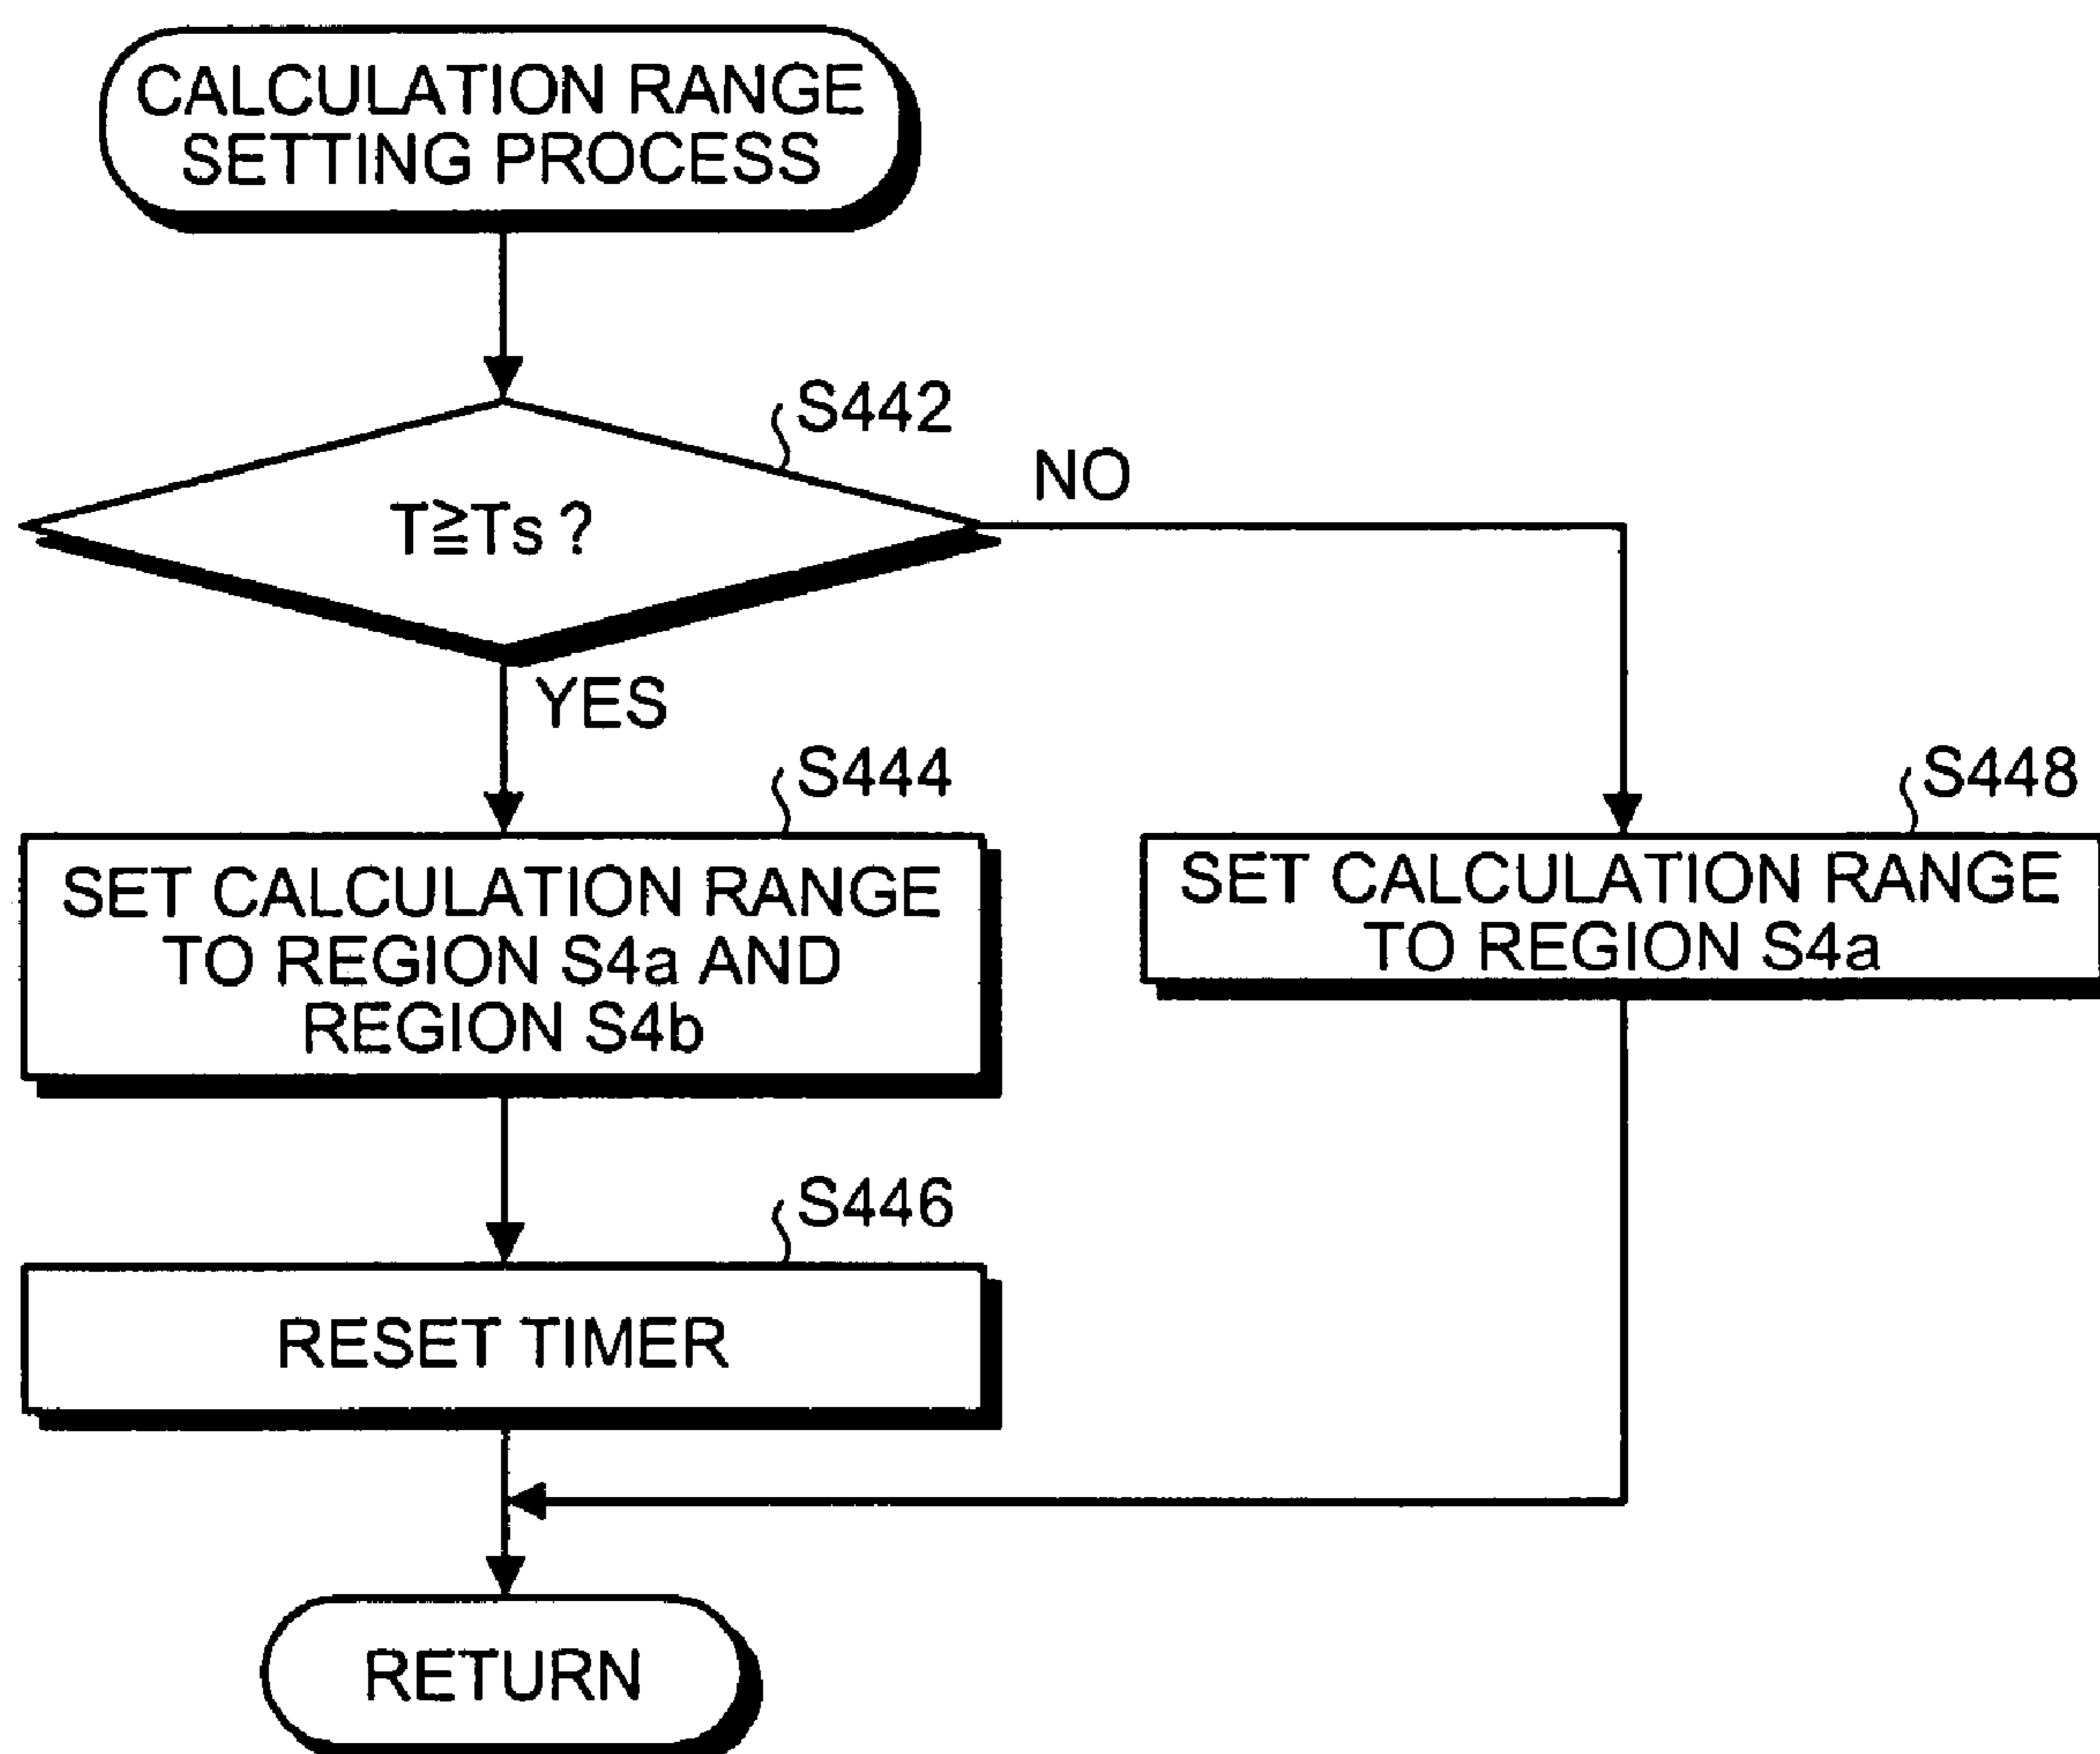 CALCULATION RANGE
SETTING PROCESS
S442
T≧Ts ?
NO
YES
S444
SET CALCULATION RANGE
TO REGION S4a AND
REGION S4b
S448
SET CALCULATION RANGE
TO REGION S4a
S446
RESET TIMER
RETURN